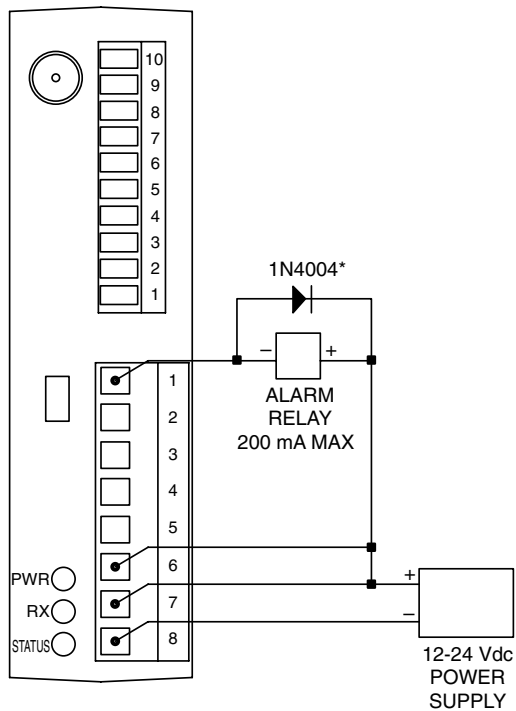 10
9
8
7
6
5
4
3
2
1
1N4004*
– +
ALARM
RELAY
200 mA MAX
1
2
3
4
5
6
7
8
PWR
RX
STATUS
+
–
12-24 Vdc
POWER
SUPPLY